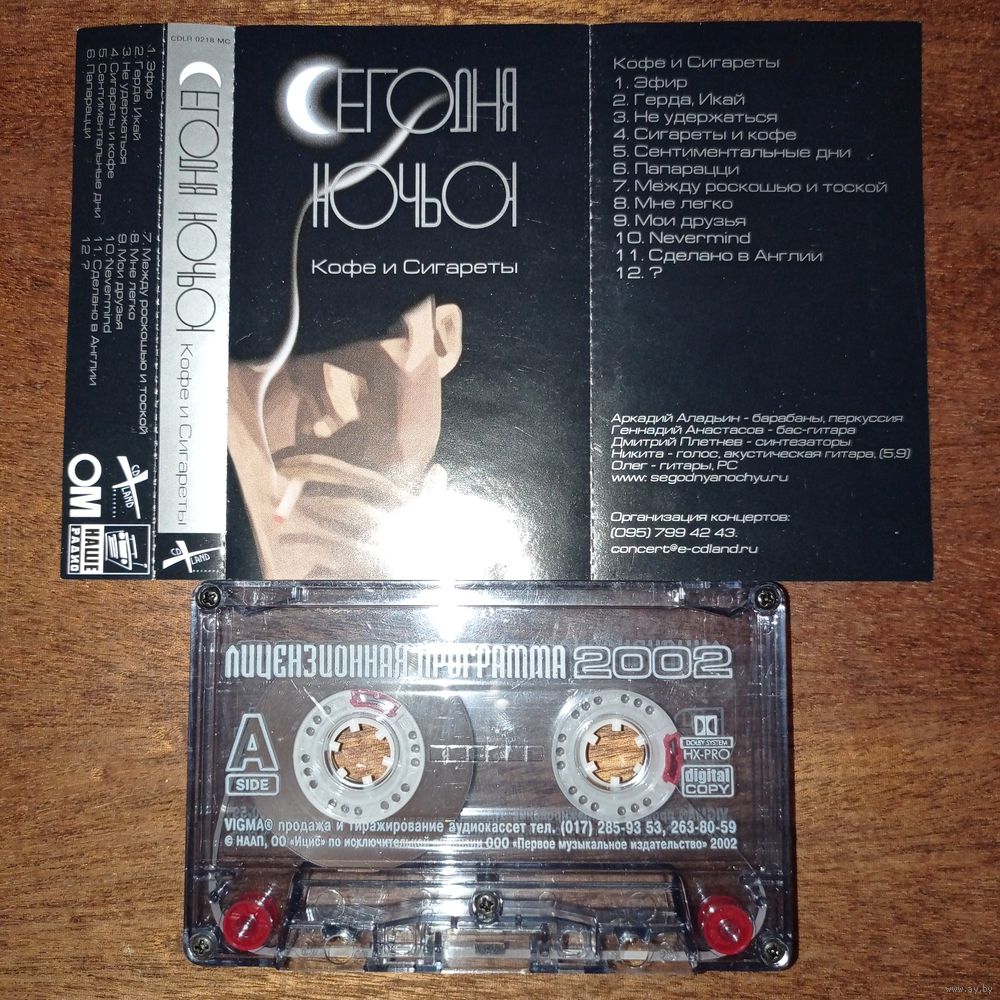 CDLR 0218 MC
1. Эфир
2. Герда, Икай
3. Не удержаться
4. Сигареты и кофе
5. Сентиментальные дни
6. Папарацци
7. Между роскошью и тоской
8. Мне легко
9. Мои друзья
10. Nevermind
11. Сделано в Англии
12. ?
ОМ
CD LAND
НАШЕ
РАДИО
СЕГОДНЯ НОЧЬЮ Кофе и Сигареты
CD LAND
СЕГОДНЯ
НОЧЬЮ
Кофе и Сигареты
Кофе и Сигареты
1. Эфир
2. Герда, Икай
3. Не удержаться
4. Сигареты и кофе
5. Сентиментальные дни
6. Папарацци
7. Между роскошью и тоской
8. Мне легко
9. Мои друзья
10. Nevermind
11. Сделано в Англии
12. ?
Аркадий Аладьин - барабаны, перкуссия
Геннадий Анастасов - бас-гитара
Дмитрий Плетнев - синтезаторы
Никита - голос, акустическая гитара, (5,9)
Олег - гитары, PC
www. segodnyanochyu.ru
Организация концертов:
(095) 799 42 43.
concert@e-cdland.ru
ЛИЦЕНЗИОННАЯ ПРОГРАММА 2002
A
SIDE
DOLBY SYSTEM
HX-PRO
digital
COPY
VIGMA® продажа и тиражирование аудиокассет тел. (017) 285-93 53, 263-80-59
© НААП, ОО «Ицис» по исключительной ООО «Первое музыкальное издательство» 2002
www.ay.by